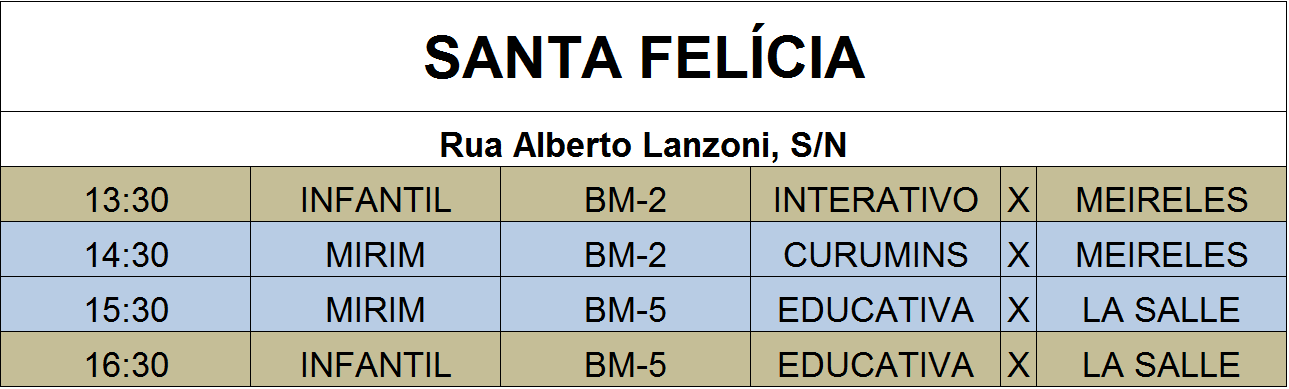 SANTA FELÍCIA
Rua Alberto Lanzoni, S/N
13:30 INFANTIL BM-2 INTERATIVO X MEIRELES
14:30 MIRIM BM-2 CURUMINS X MEIRELES
15:30 MIRIM BM-5 EDUCATIVA X LA SALLE
16:30 INFANTIL BM-5 EDUCATIVA X LA SALLE